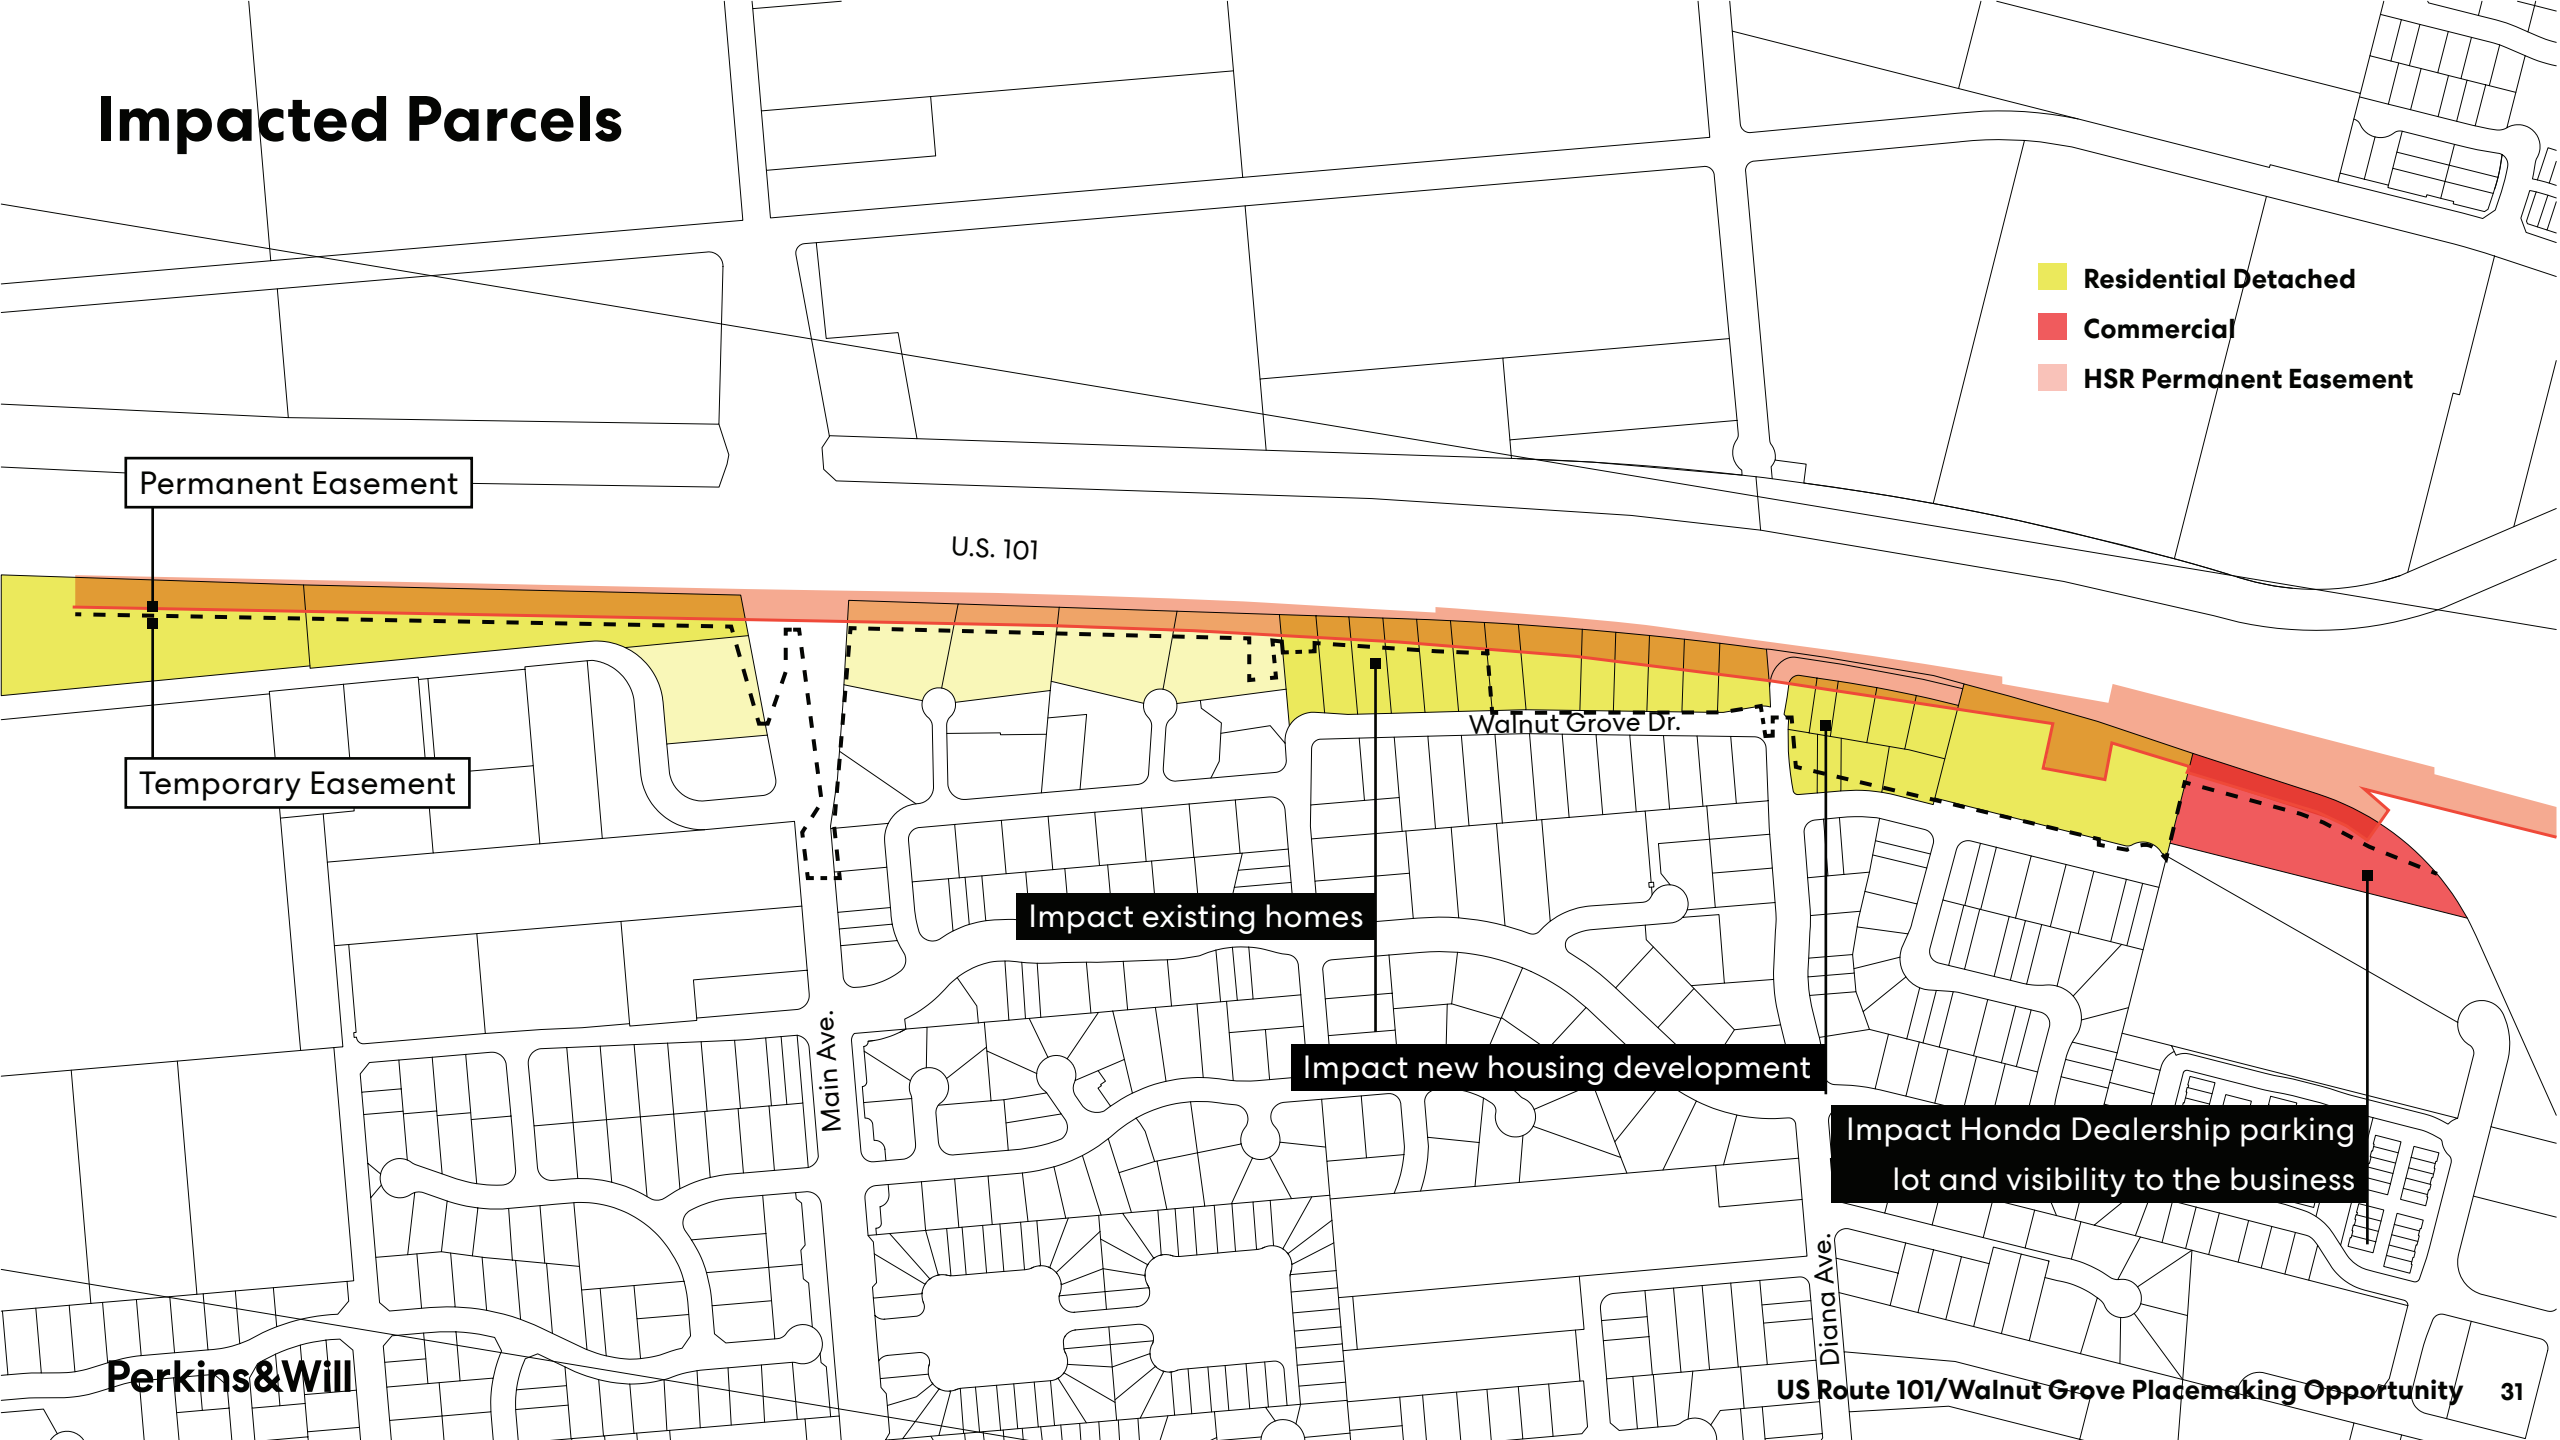 Impacted Parcels
Residential Detached
Commercial
HSR Permanent Easement
Permanent Easement
U.S. 101
Walnut Grove Dr.
Temporary Easement
Impact existing homes
Main Ave.
Impact new housing development
Impact Honda Dealership parking
lot and visibility to the business
Diana Ave.
Perkins&Will
US Route 101/Walnut Grove Placemaking Opportunity 31